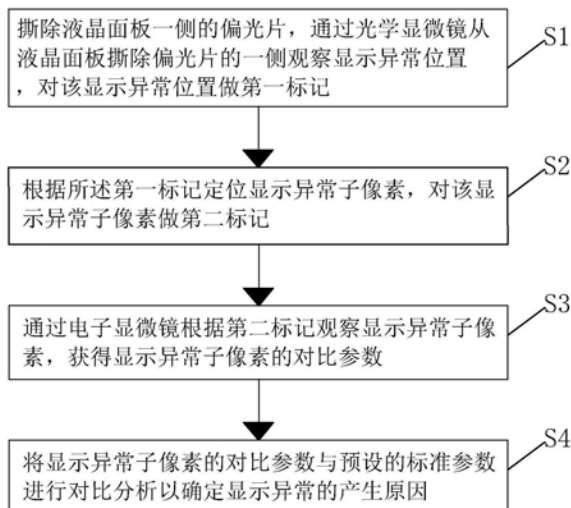 撕除液晶面板一侧的偏光片，通过光学显微镜从
液晶面板撕除偏光片的一侧观察显示异常位置
，对该显示异常位置做第一标记
S1
根据所述第一标记定位显示异常子像素，对该显
示异常子像素做第二标记
S2
通过电子显微镜根据第二标记观察显示异常子像
素，获得显示异常子像素的对比参数
S3
将显示异常子像素的对比参数与预设的标准参数
进行对比分析以确定显示异常的产生原因
S4